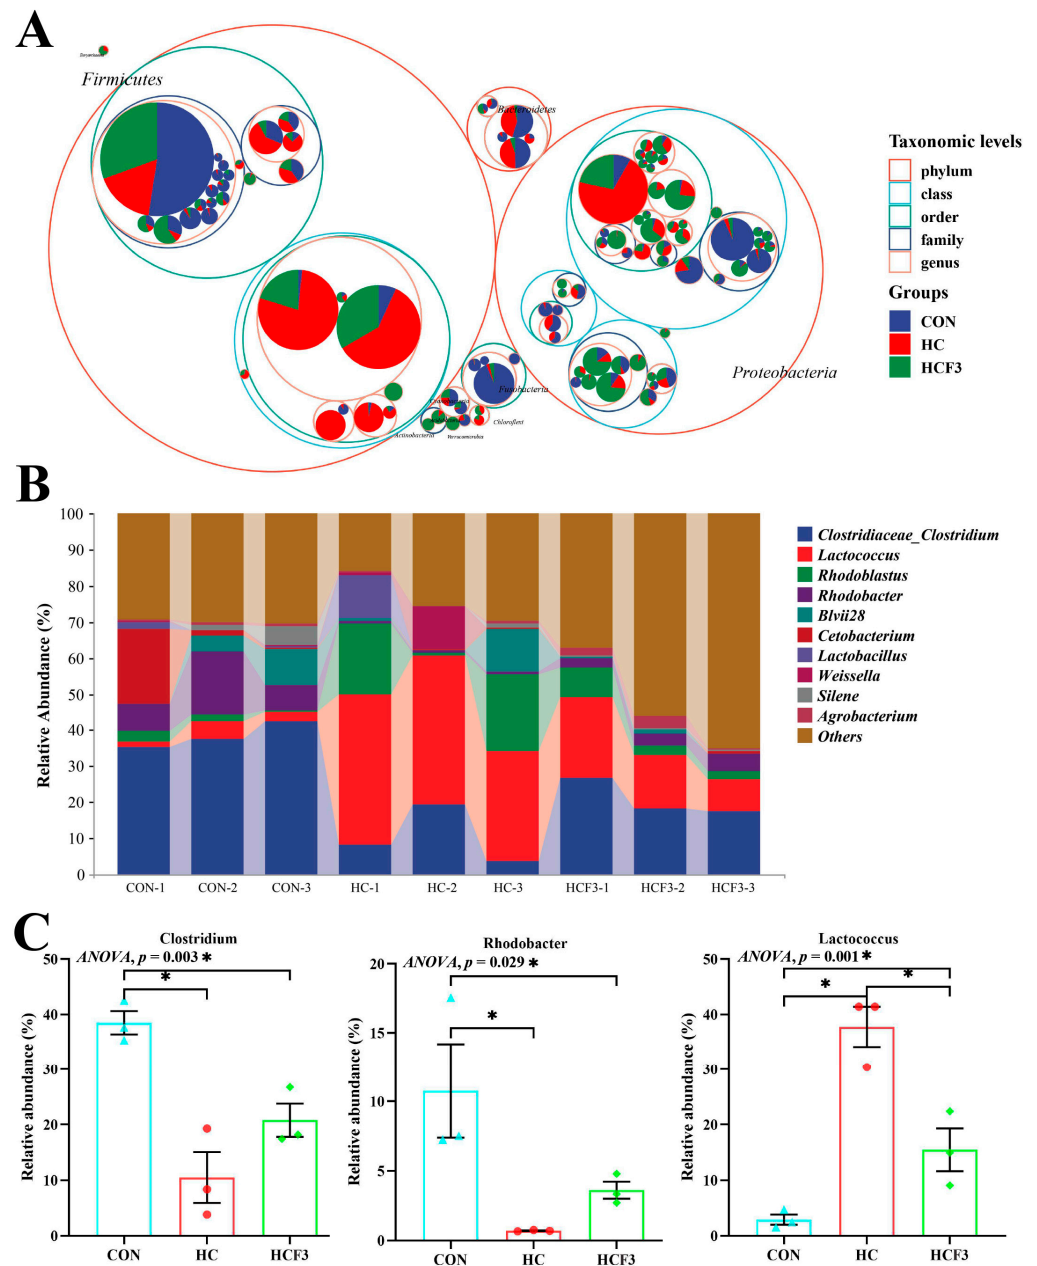 A
Firmicutes
Bacteroidetes
Proteobacteria
Fusobacteria
Actinobacteria
Verrucomicrobia
Chloroflexi
Taxonomic levels
phylum
class
order
family
genus
Groups
CON
HC
HCF3
B
Relative Abundance (%)
100
90
80
70
60
50
40
30
20
10
0
CON-1 CON-2 CON-3 HC-1 HC-2 HC-3 HCF3-1 HCF3-2 HCF3-3
Clostridiaceae_Clostridium
Lactococcus
Rhodoblastus
Rhodobacter
Blvii28
Cetobacterium
Lactobacillus
Weissella
Silene
Agrobacterium
Others
C
Clostridium
ANOVA, p = 0.003 *
*
Relative abundance (%)
50
40
30
20
10
0
CON HC HCF3
Rhodobacter
ANOVA, p = 0.029 *
*
Relative abundance (%)
20
15
10
5
0
CON HC HCF3
Lactococcus
ANOVA, p = 0.001 *
* *
Relative abundance (%)
50
40
30
20
10
0
CON HC HCF3